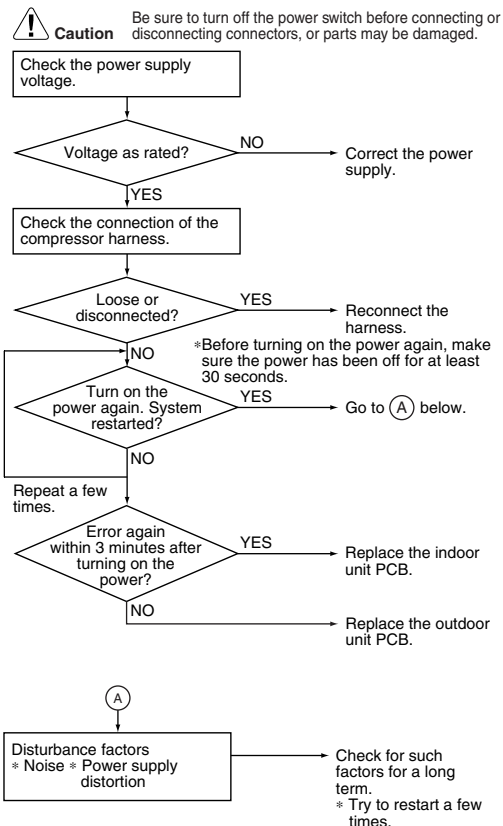 Caution
Be sure to turn off the power switch before connecting or
disconnecting connectors, or parts may be damaged.
Check the power supply
voltage.
Voltage as rated?
NO
Correct the power
supply.
YES
Check the connection of the
compressor harness.
Loose or
disconnected?
YES
Reconnect the
harness.
NO
*Before turning on the power again, make
sure the power has been off for at least
30 seconds.
Turn on the
power again. System
restarted?
YES
Go to A below.
NO
Repeat a few
times.
Error again
within 3 minutes after
turning on the
power?
YES
Replace the indoor
unit PCB.
NO
Replace the outdoor
unit PCB.
A
Disturbance factors
* Noise * Power supply
distortion
Check for such
factors for a long
term.
* Try to restart a few
times.